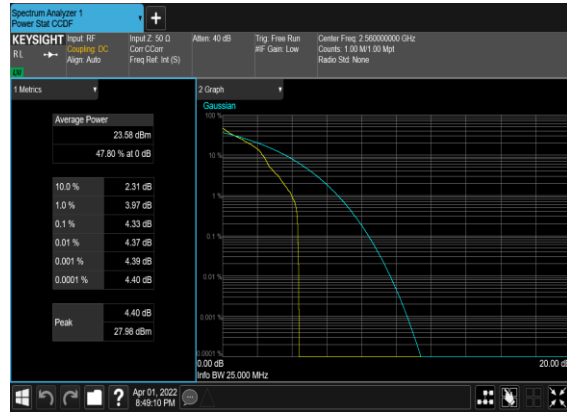 Spectrum Analyzer 1
Power Stat CCDF
+
KEYSIGHT
RL
Input: RF
Coupling: DC
Align: Auto
Input Z: 50 Ω
Corr CCorr
Freq Ref: Int (S)
Atten: 40 dB
Trig: Free Run
#IF Gain: Low
Center Freq: 2.560000000 GHz
Counts: 1.00 M/1.00 Mpt
Radio Std: None
1 Metrics
Average Power
23.58 dBm
47.80 % at 0 dB
10.0 % 2.31 dB
1.0 % 3.97 dB
0.1 % 4.33 dB
0.01 % 4.37 dB
0.001 % 4.39 dB
0.0001 % 4.40 dB
Peak
4.40 dB
27.98 dBm
2 Graph
Gaussian
100 %
10 %
1 %
0.1 %
0.01 %
0.001 %
0.0001 %
0.00 dB
20.00 dB
Info BW 25.000 MHz
?
Apr 01, 2022
8:49:10 PM